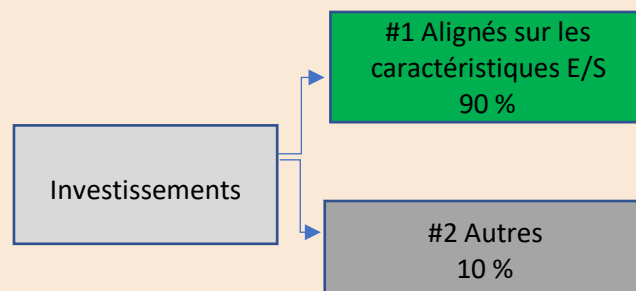 #1 Alignés sur les
caractéristiques E/S
90 %
Investissements
#2 Autres
10 %